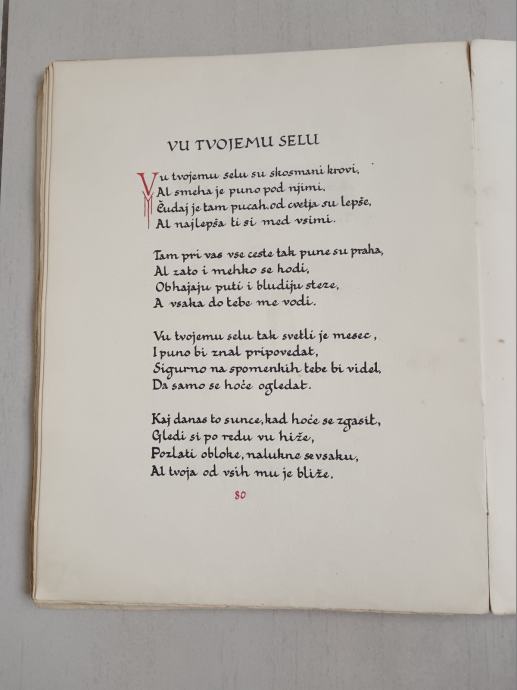 VU TVOJEMU SELU
Vu tvojemu selu su skosmani krovi,
Al smeha je puno pod njimi.
Čudaj je tam pucah.od cvetja su lepše,
Al najlepša ti si med vsimi.
Tam pri vas vse ceste tak pune su praha,
Al zato i mehko se hodi,
Obhajaju puti i bludiju steze,
A vsaka do tebe me vodi.
Vu tvojemu selu tak svetli je mesec,
I puno bi znal pripovedat,
Sigurno na spomenkih tebe bi videl,
Da samo se hoće ogledat.
Kaj danas to sunce,kad hoće se zgasit,
Gledi si po redu vu hiže,
Pozlati obloke,nalukne se vsaku,
Al tvoja od vsih mu je bliže.
80